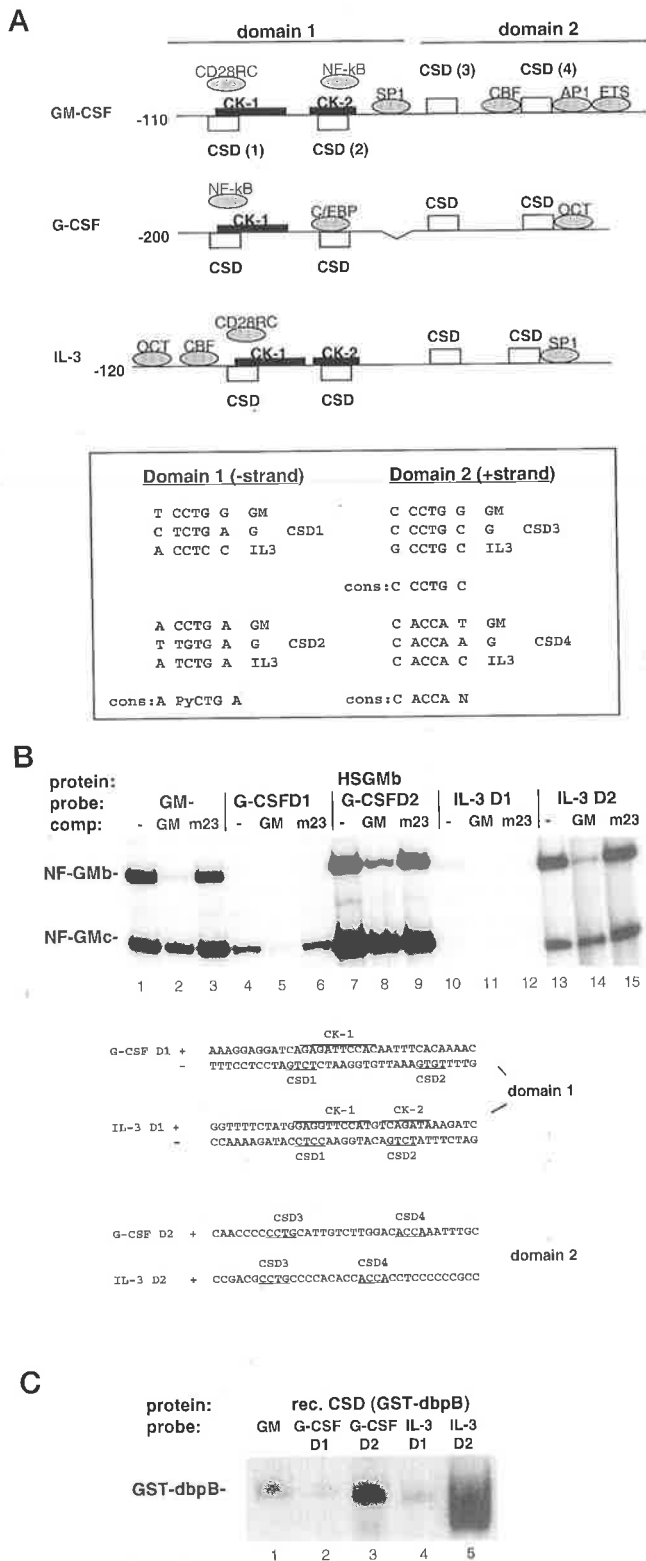 A
domain 1 domain 2
CD28RC NF-kB CSD (3) CSD (4)
CK-1 CK-2 SP1 CBF AP1 ETS
GM-CSF -110
CSD (1) CSD (2)
NF-kB
CK-1 C/EBP CSD CSD OCT
G-CSF -200
CSD CSD
CD28RC
OCT CBF CK-1 CK-2 CSD CSD SP1
IL-3 -120
CSD CSD
Domain 1 (-strand) Domain 2 (+strand)
T CCTG G GM C CCTG G GM
C TCTG A G CSD1 C CCTG C G CSD3
A CCTC C IL3 G CCTG C IL3
cons:C CCTG C
A CCTG A GM C ACCA T GM
T TGTG A G CSD2 C ACCA A G CSD4
A TCTG A IL3 C ACCA C IL3
cons:A PyCTG A cons:C ACCA N
B
protein: HSGMb
probe: GM- G-CSFD1 G-CSFD2 IL-3 D1 IL-3 D2
comp: - GM m23 - GM m23 - GM m23 - GM m23 - GM m23
NF-GMb-
NF-GMc-
1 2 3 4 5 6 7 8 9 10 11 12 13 14 15
CK-1
G-CSF D1 + AAAGGAGGATCAGAGATTCCACAATTTCACAAAAC
- TTTCCTCCTAGTCTCTAAGGTGTTAAAGTGTTTTG
CSD1 CSD2
domain 1
CK-1 CK-2
IL-3 D1 + GGTTTTCTATGGAGGTTCCATGTCAGATAAAGATC
- CCAAAAGATACCTCCAAGGTACAGTCTATTTCTAG
CSD1 CSD2
CSD3 CSD4
G-CSF D2 + CAACCCCCCCTGCATTGTCTTGGACACCAAATTTGC
domain 2
CSD3 CSD4
IL-3 D2 + CCGACGCCTGCCCCACACCACCACCTCCCCCCGCC
C
protein: rec. CSD (GST-dbpB)
probe: GM G-CSF G-CSF IL-3 IL-3
D1 D2 D1 D2
GST-dbpB-
1 2 3 4 5